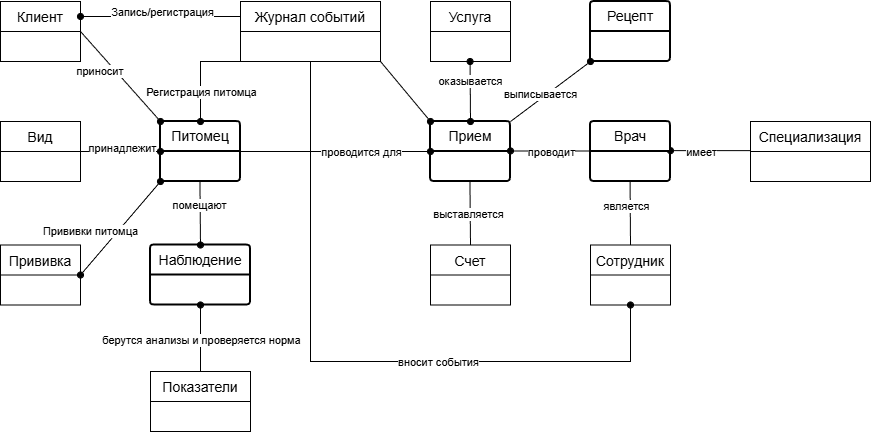 Клиент
Запись/регистрация
Журнал событий
Услуга
Рецепт
приносит
Регистрация питомца
оказывается
выписывается
Вид
принадлежит
Питомец
проводится для
Прием
проводит
Врач
имеет
Специализация
помещают
выставляется
является
Прививки питомца
Прививка
Наблюдение
Счет
Сотрудник
берутся анализы и проверяется норма
вносит события
Показатели